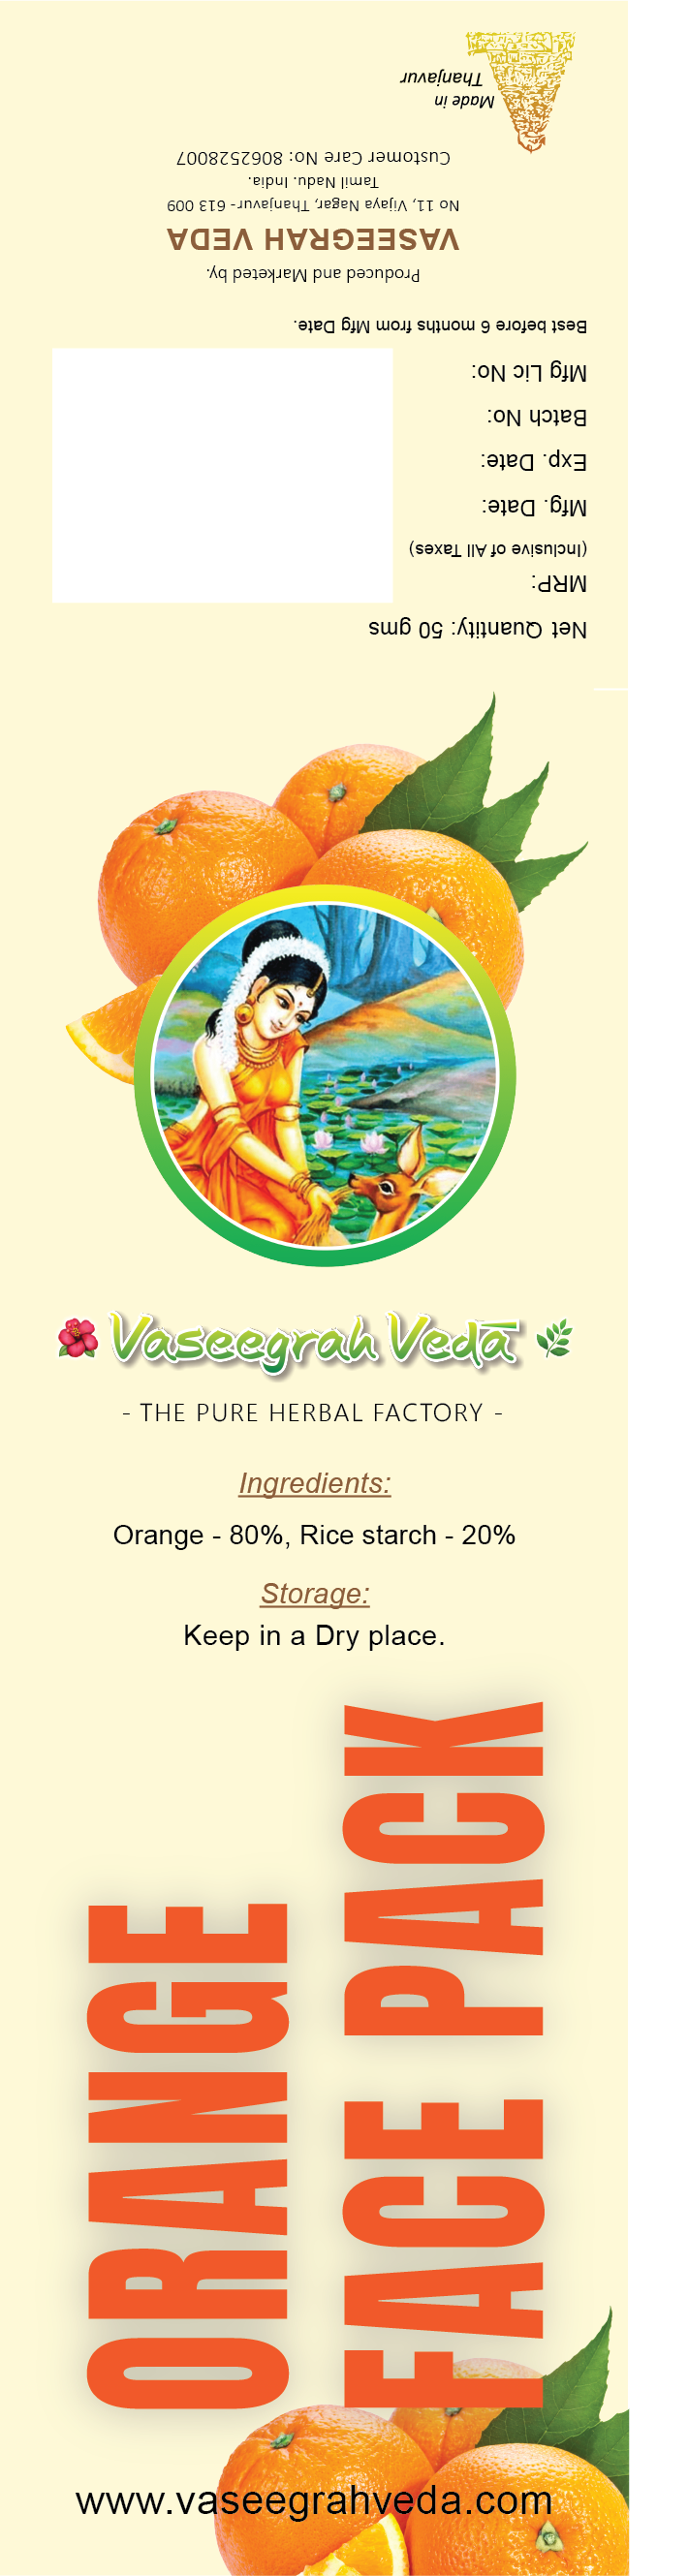 Net Quantity: 50 gms
MRP:
(Inclusive of All Taxes)
Mfg. Date:
Exp. Date:
Batch No:
Mfg Lic No:
Best before 6 months from Mfg Date.
Produced and Marketed by.
VASEEGRAH VEDA
No 11, Vijaya Nagar, Thanjavur- 613 009
Tamil Nadu. India.
Customer Care No: 8062528007
Made in
Thanjavur
Vaseegrah Veda
- THE PURE HERBAL FACTORY -
Ingredients:
Orange - 80%, Rice starch - 20%
Storage:
Keep in a Dry place.
ORANGE
FACE PACK
www.vaseegrahveda.com